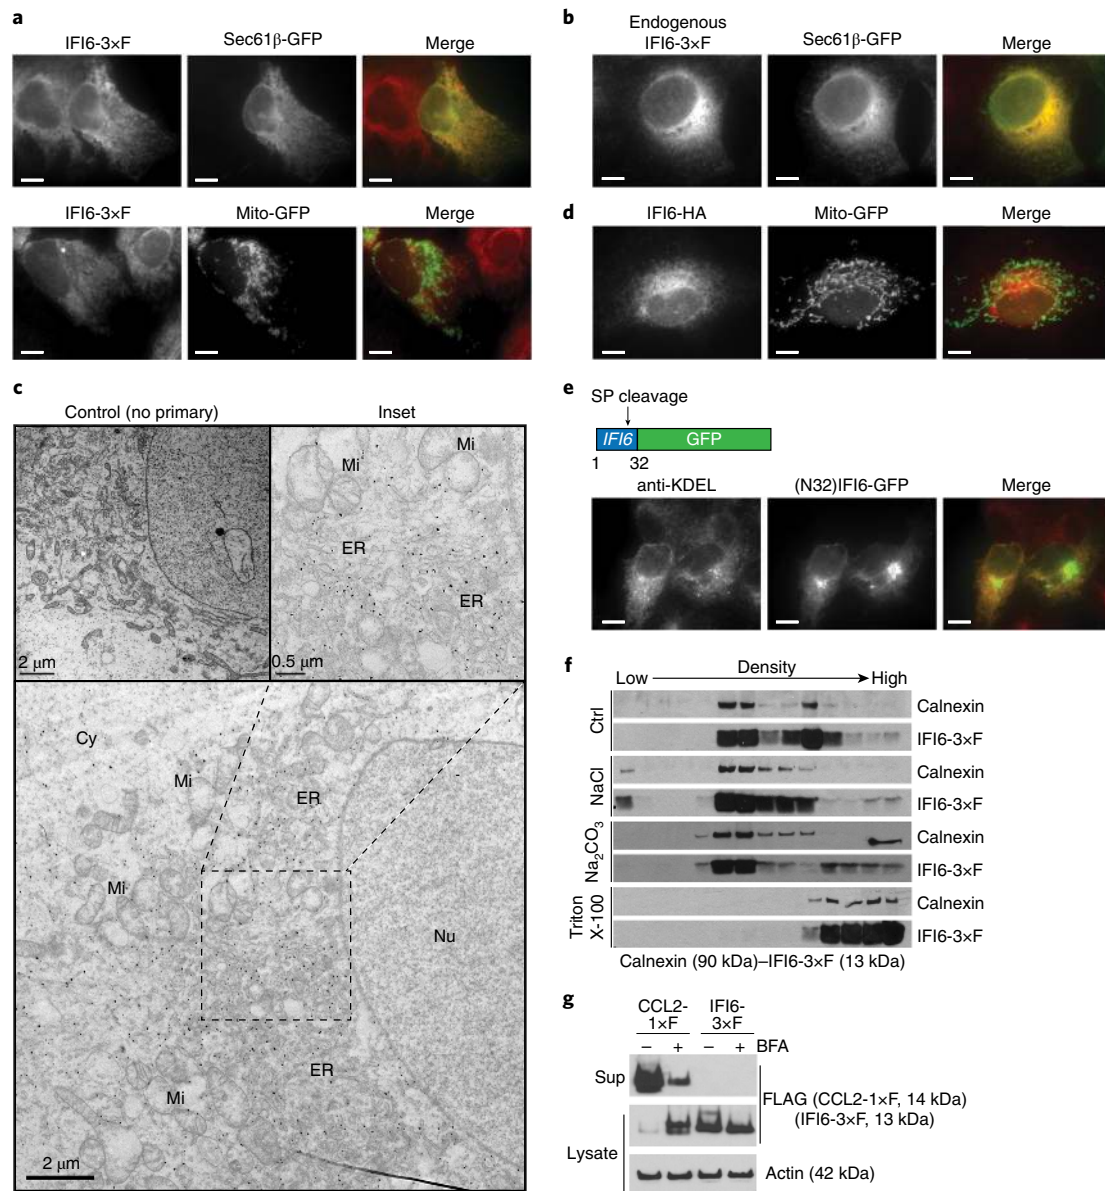 a
IFI6-3×F Sec61β-GFP Merge
IFI6-3×F Mito-GFP Merge
b
Endogenous
IFI6-3×F Sec61β-GFP Merge
d
IFI6-HA Mito-GFP Merge
c
Control (no primary) Inset
2 μm
Mi
Mi
ER
ER
0.5 μm
Cy
Mi
ER
Mi
Nu
ER
Mi
2 μm
e
SP cleavage
IFI6 GFP
1 32
anti-KDEL (N32)IFI6-GFP Merge
f
Density
Low High
Ctrl
Calnexin
IFI6-3×F
NaCl
Calnexin
IFI6-3×F
Na₂CO₃
Calnexin
IFI6-3×F
Triton
X-100
Calnexin
IFI6-3×F
Calnexin (90 kDa)–IFI6-3×F (13 kDa)
g
CCL2-
1×F
IFI6-
3×F
– + – + BFA
Sup
FLAG (CCL2-1×F, 14 kDa)
(IFI6-3×F, 13 kDa)
Lysate
Actin (42 kDa)